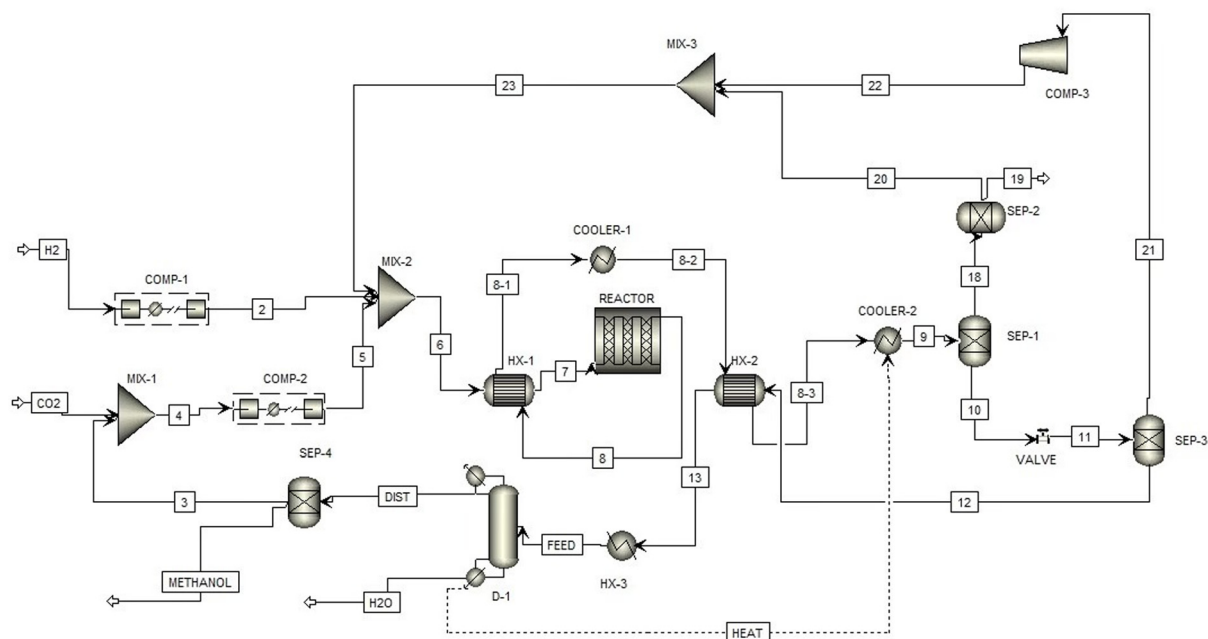 MIX-3
23
22
COMP-3
20
19
SEP-2
21
H2
COMP-1
MIX-2
COOLER-1
8-1
8-2
2
REACTOR
18
COOLER-2
5
6
HX-1
7
HX-2
9
SEP-1
8-3
CO2
MIX-1
COMP-2
4
10
11
SEP-3
VALVE
8
SEP-4
13
3
DIST
12
FEED
METHANOL
H2O
D-1
HX-3
HEAT